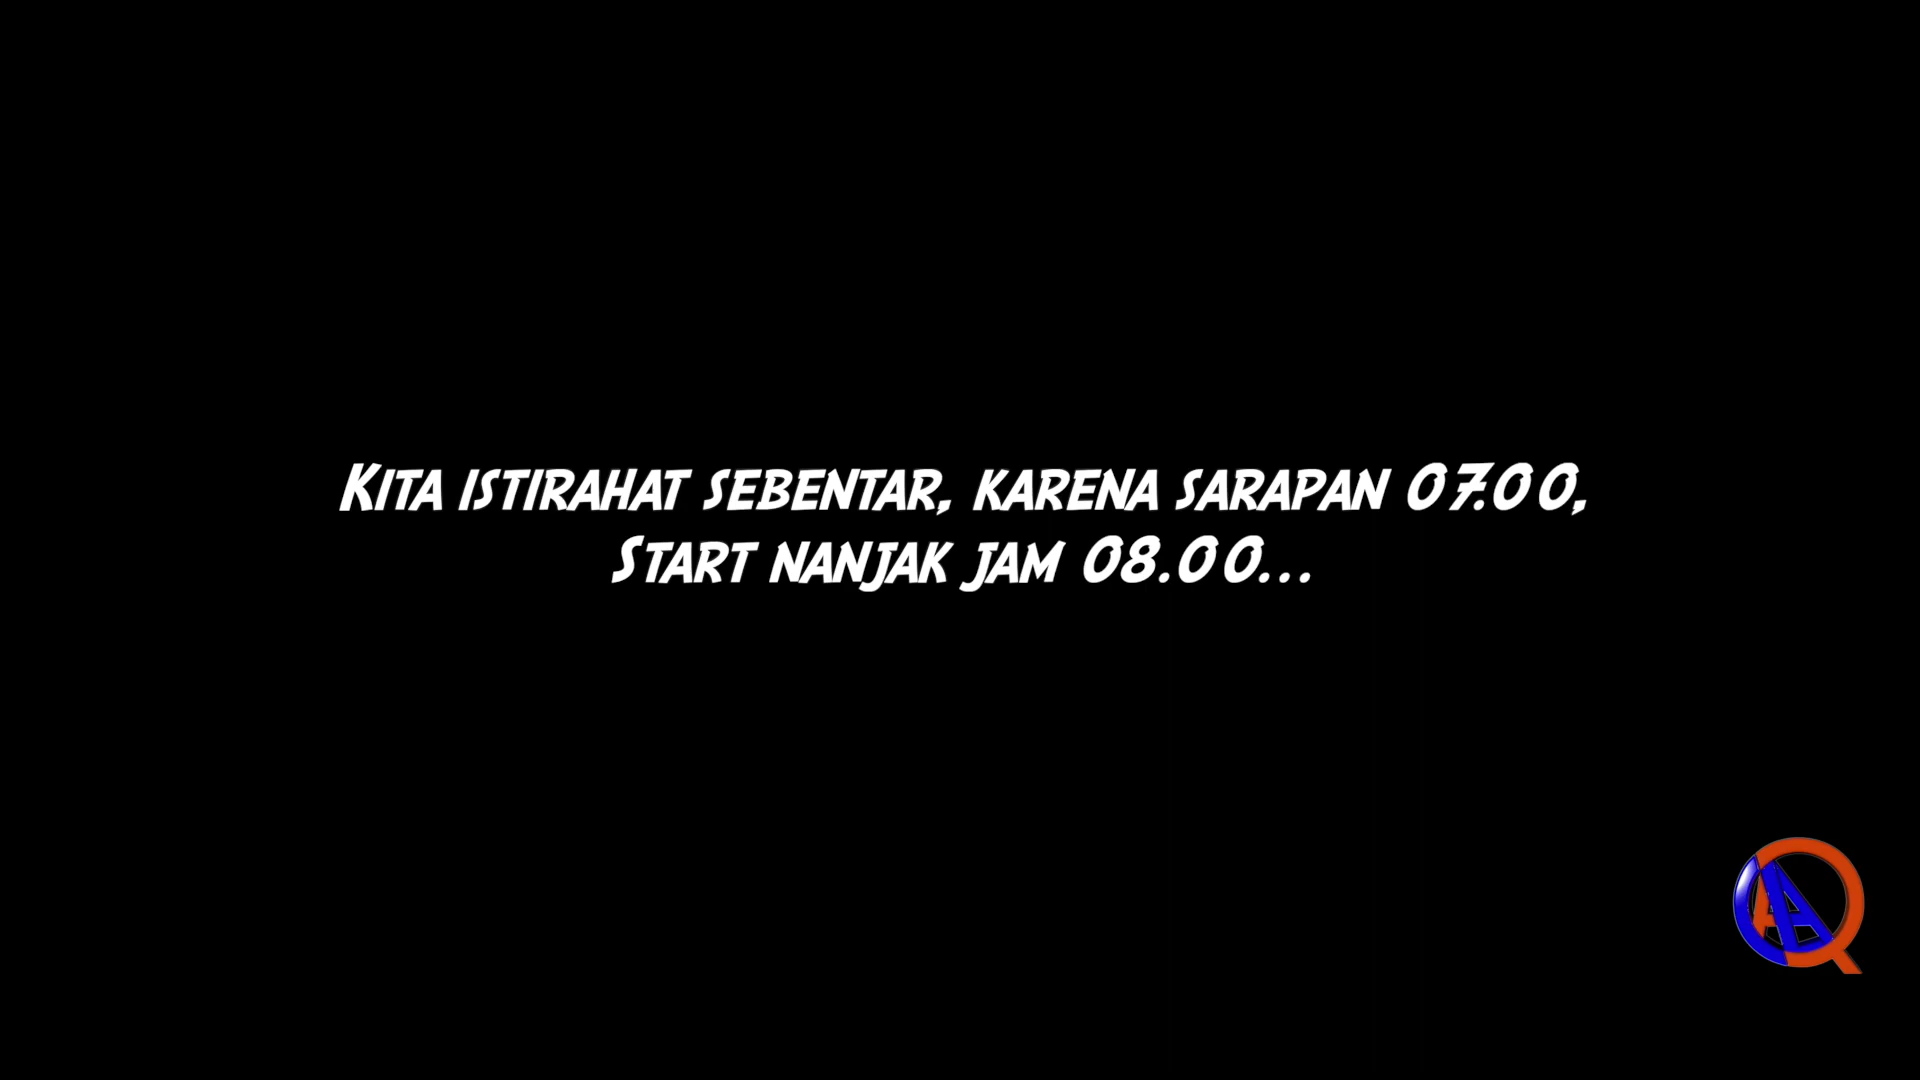 Kita istirahat sebentar, karena sarapan 07.00,
Start nanjak jam 08.00...